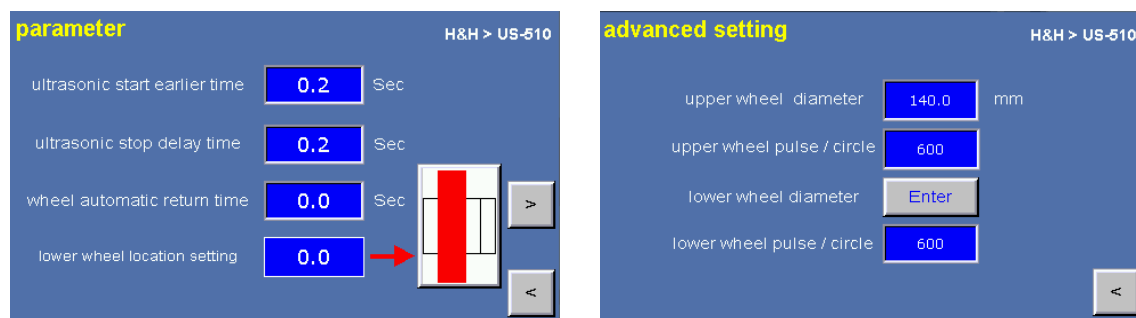 parameter
H&H > US-510
ultrasonic start earlier time 0.2 Sec
ultrasonic stop delay time 0.2 Sec
wheel automatic return time 0.0 Sec
>
lower wheel location setting 0.0
<
advanced setting
H&H > US-510
upper wheel diameter 140.0 mm
upper wheel pulse / circle 600
lower wheel diameter Enter
lower wheel pulse / circle 600
<